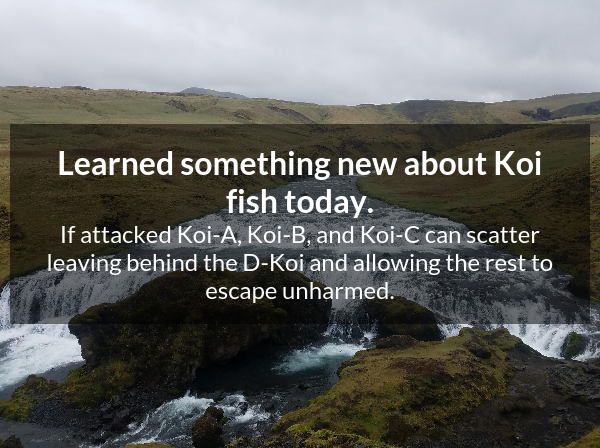 Learned something new about Koi
fish today.
If attacked Koi-A, Koi-B, and Koi-C can scatter
leaving behind the D-Koi and allowing the rest to
escape unharmed.